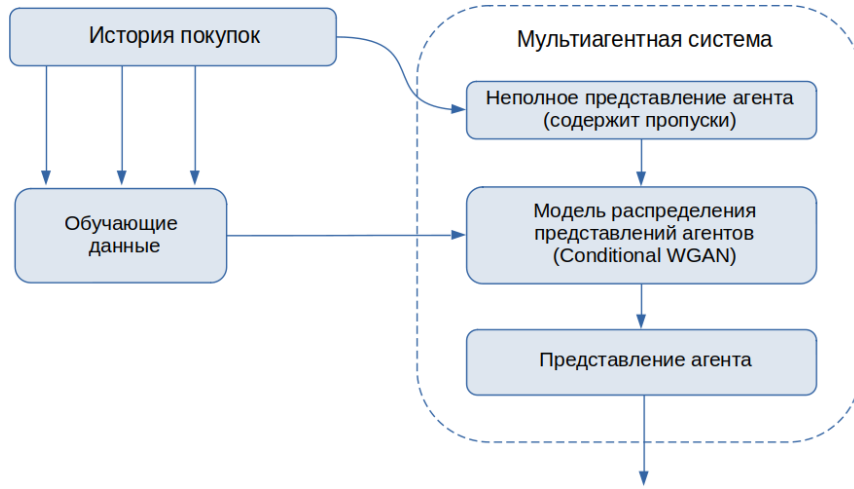 История покупок
Мультиагентная система
Неполное представление агента
(содержит пропуски)
Обучающие
данные
Модель распределения
представлений агентов
(Conditional WGAN)
Представление агента